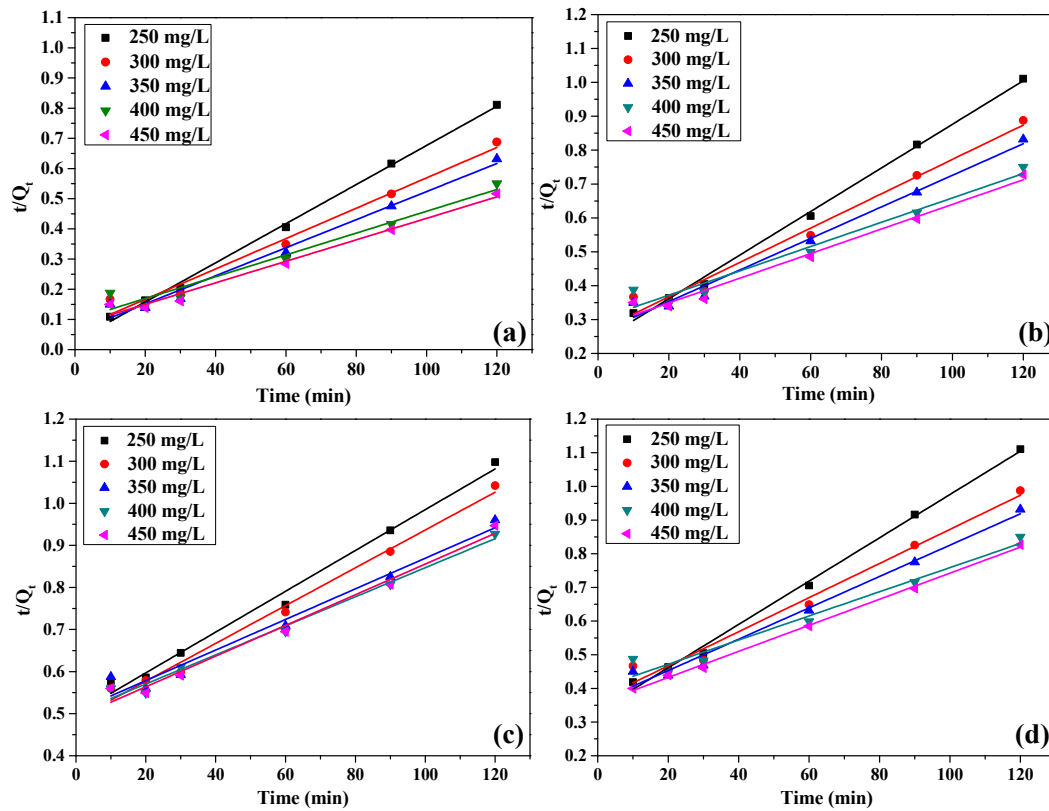 1.1
1.0
0.9
0.8
0.7
0.6
0.5
0.4
0.3
0.2
0.1
0.0
t/Qt
250 mg/L
300 mg/L
350 mg/L
400 mg/L
450 mg/L
(a)
0 20 40 60 80 100 120
Time (min)
1.2
1.1
1.0
0.9
0.8
0.7
0.6
0.5
0.4
0.3
0.2
t/Qt
250 mg/L
300 mg/L
350 mg/L
400 mg/L
450 mg/L
(b)
0 20 40 60 80 100 120
Time (min)
1.2
1.1
1.0
0.9
0.8
0.7
0.6
0.5
0.4
t/Qt
250 mg/L
300 mg/L
350 mg/L
400 mg/L
450 mg/L
(c)
0 20 40 60 80 100 120
Time (min)
1.2
1.1
1.0
0.9
0.8
0.7
0.6
0.5
0.4
0.3
0.2
t/Qt
250 mg/L
300 mg/L
350 mg/L
400 mg/L
450 mg/L
(d)
0 20 40 60 80 100 120
Time (min)